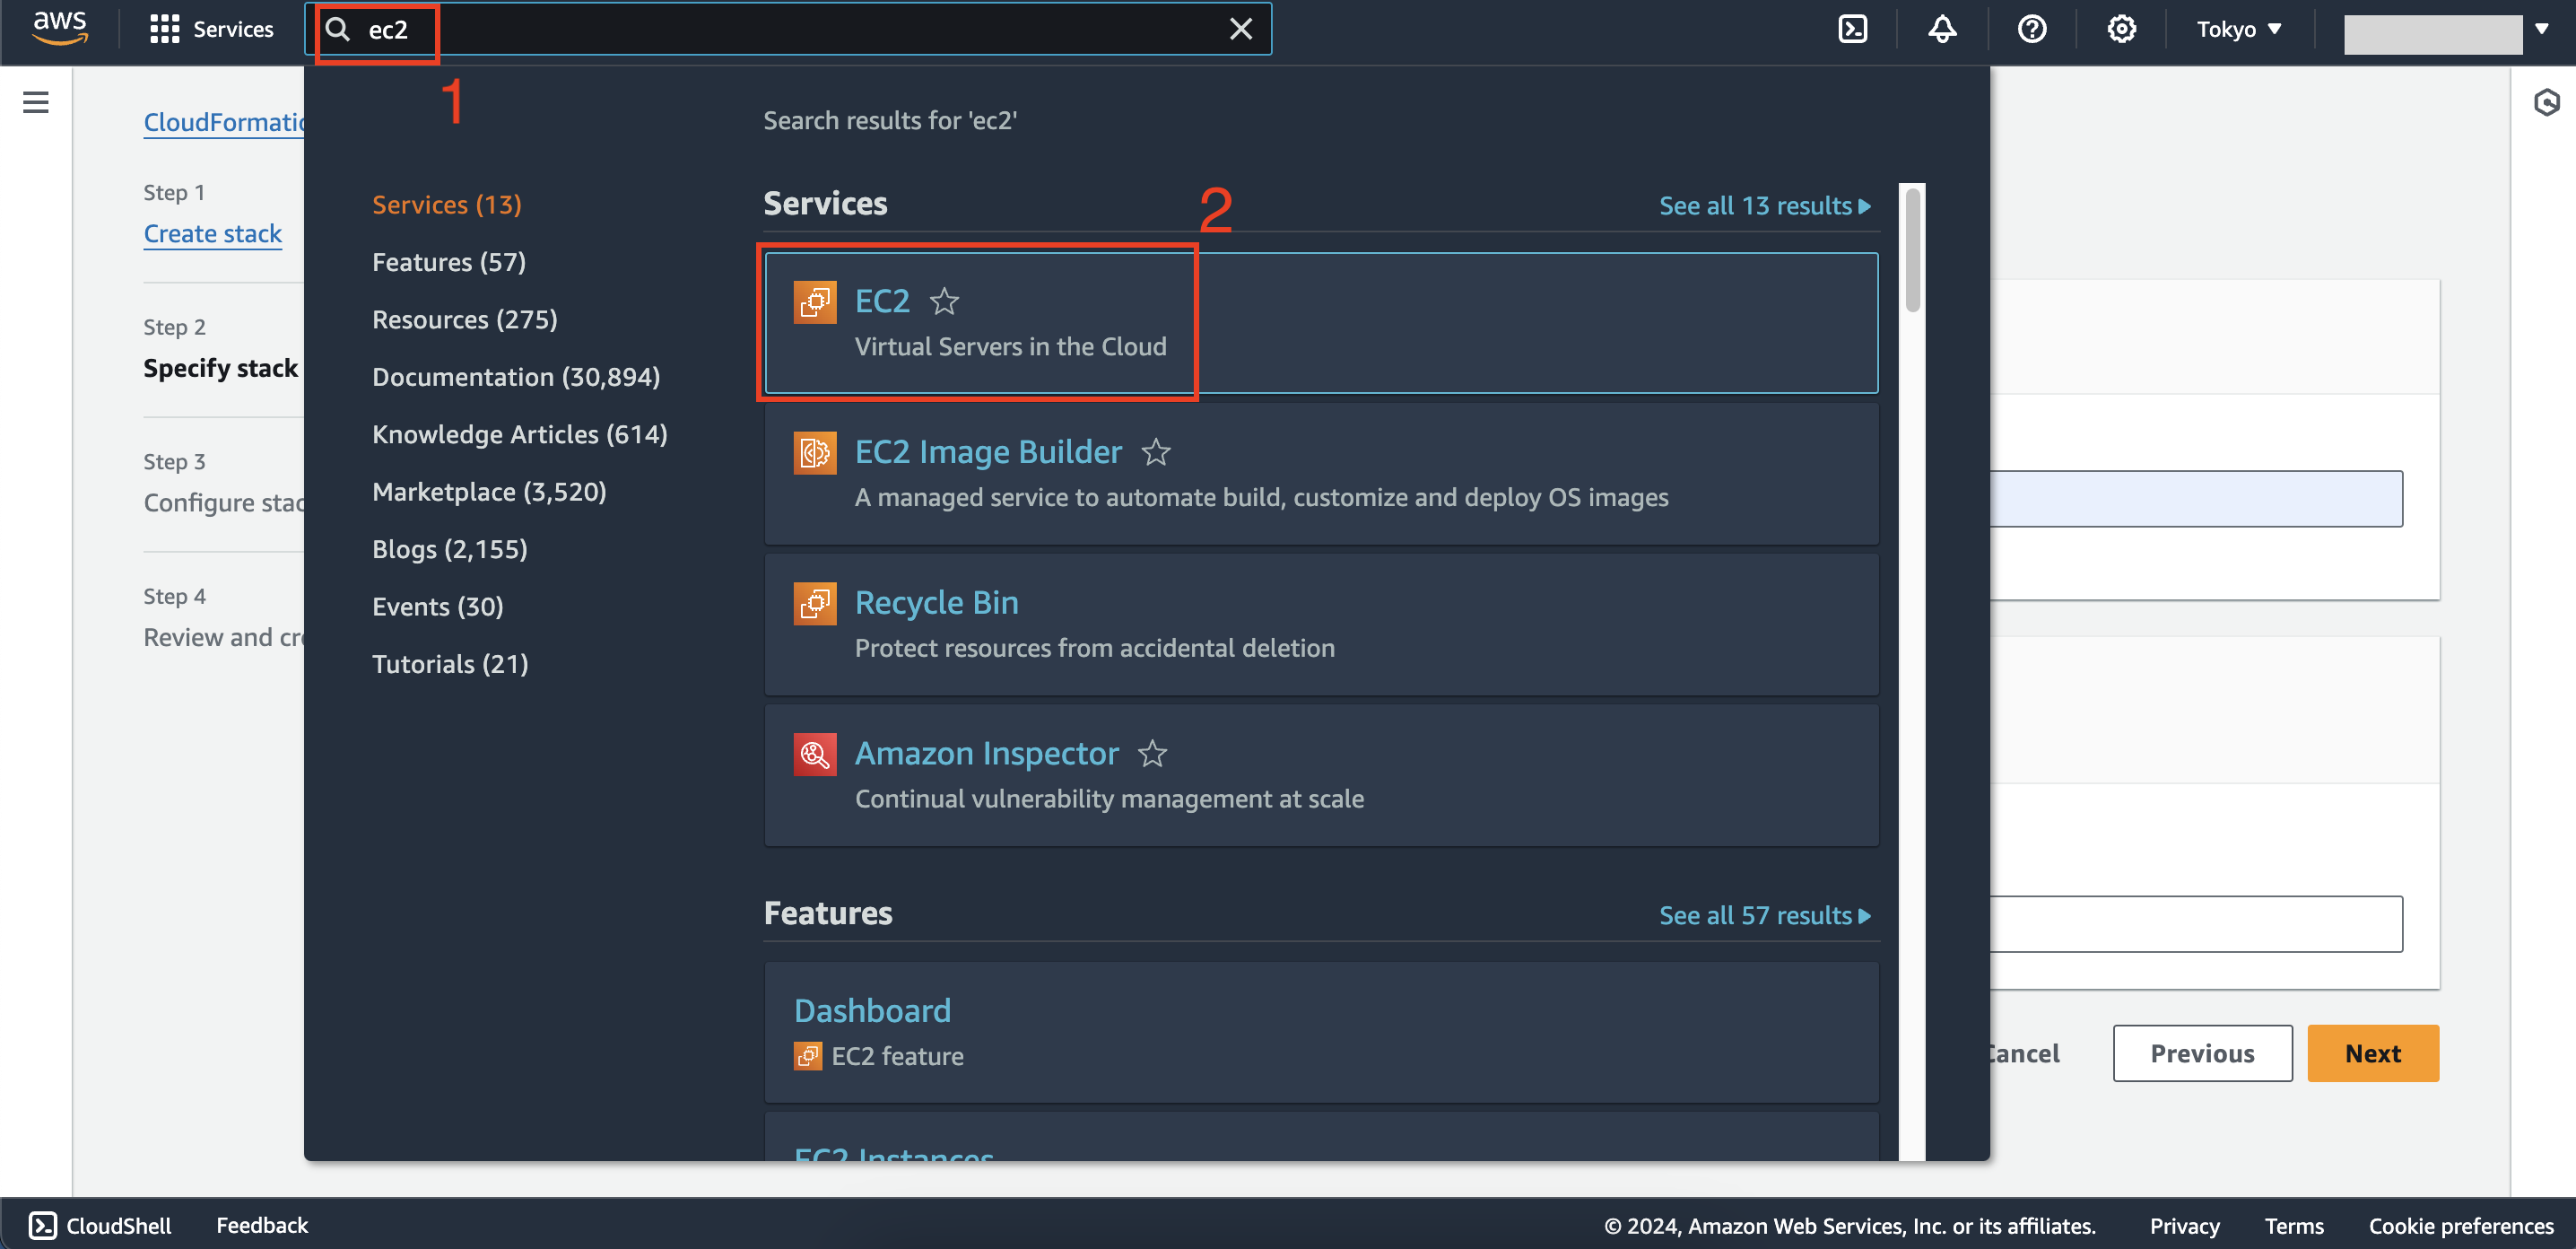 aws
Services
ec2
Tokyo
1
CloudFormatio
Step 1
Create stack
Step 2
Specify stack
Step 3
Configure stac
Step 4
Review and cre
Search results for 'ec2'
Services (13)
Features (57)
Resources (275)
Documentation (30,894)
Knowledge Articles (614)
Marketplace (3,520)
Blogs (2,155)
Events (30)
Tutorials (21)
Services
2
See all 13 results
EC2
Virtual Servers in the Cloud
EC2 Image Builder
A managed service to automate build, customize and deploy OS images
Recycle Bin
Protect resources from accidental deletion
Amazon Inspector
Continual vulnerability management at scale
Features
See all 57 results
Dashboard
EC2 feature
EC2 Instances
Cancel
Previous
Next
CloudShell
Feedback
© 2024, Amazon Web Services, Inc. or its affiliates.
Privacy
Terms
Cookie preferences